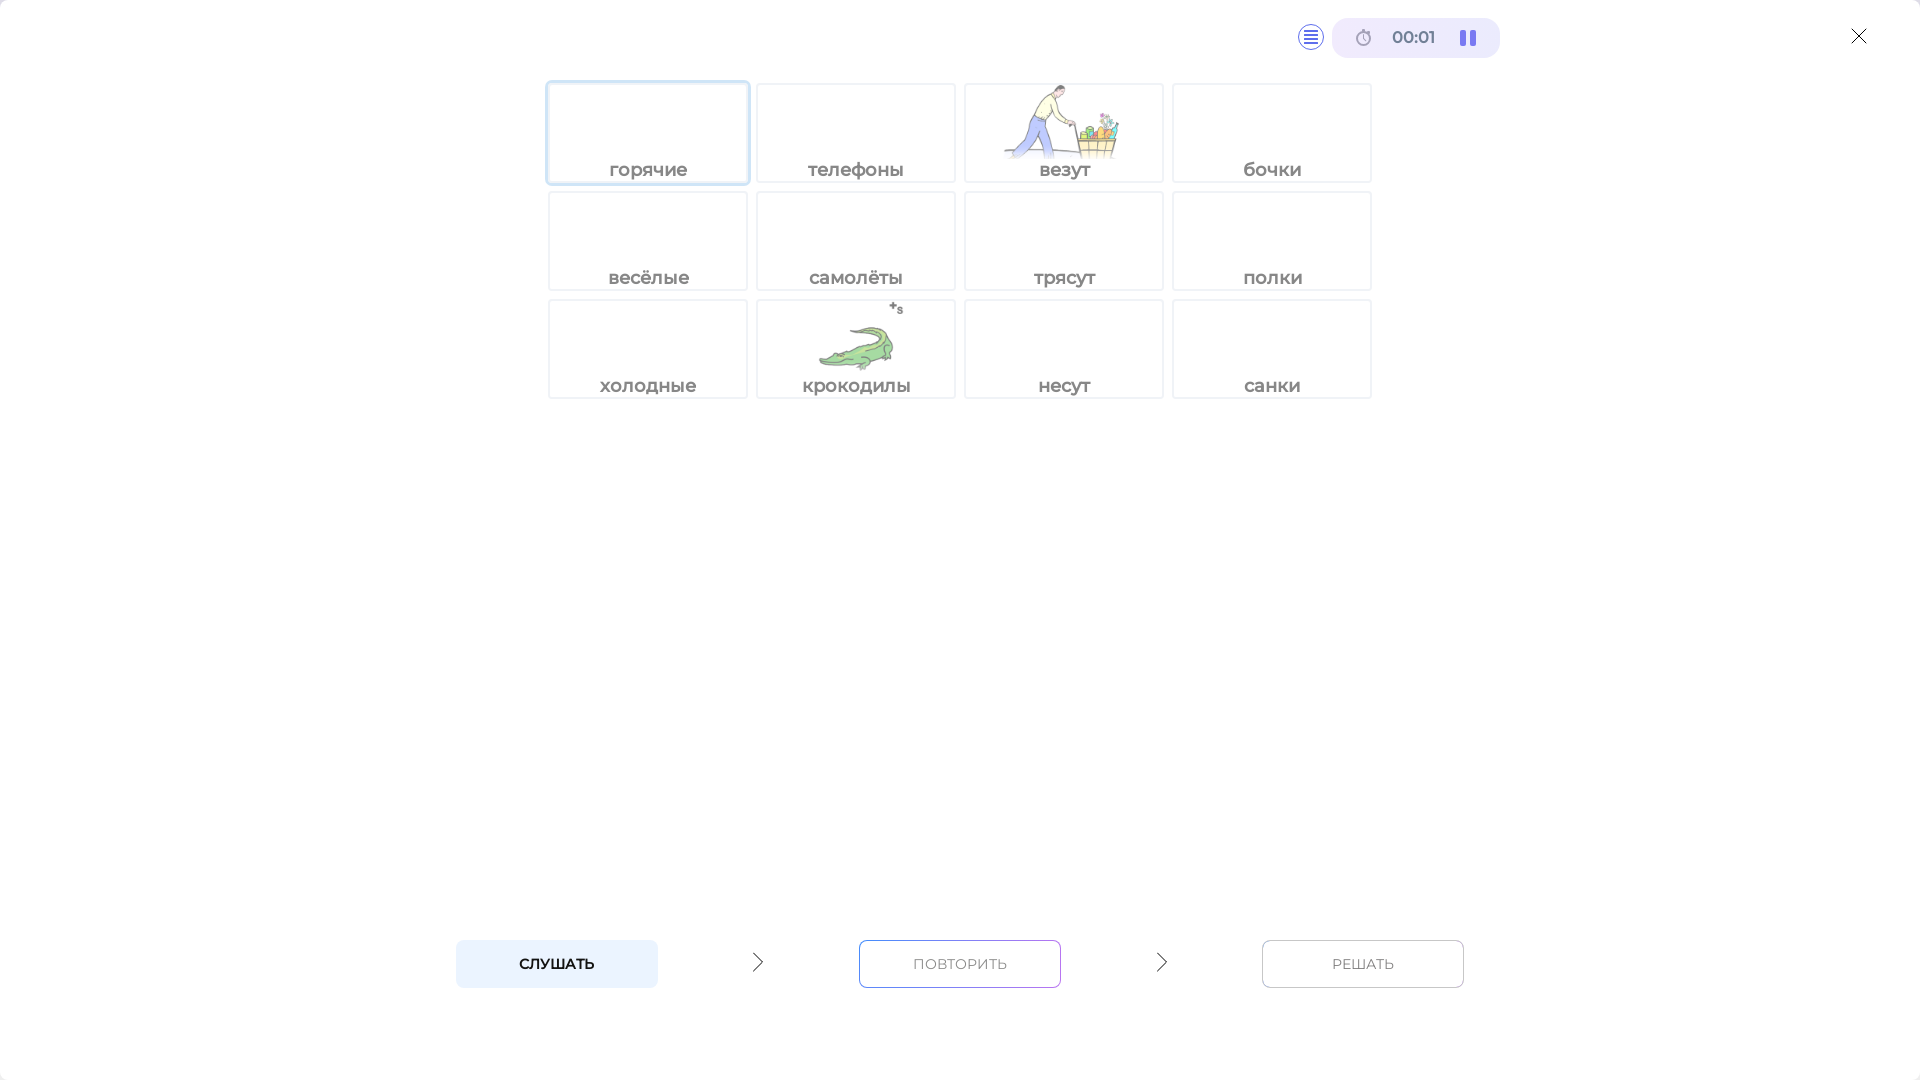 00:01
горячие телефоны везут бочки
весёлые самолёты трясут полки
+s
холодные крокодилы несут санки
СЛУШАТЬ ПОВТОРИТЬ РЕШАТЬ